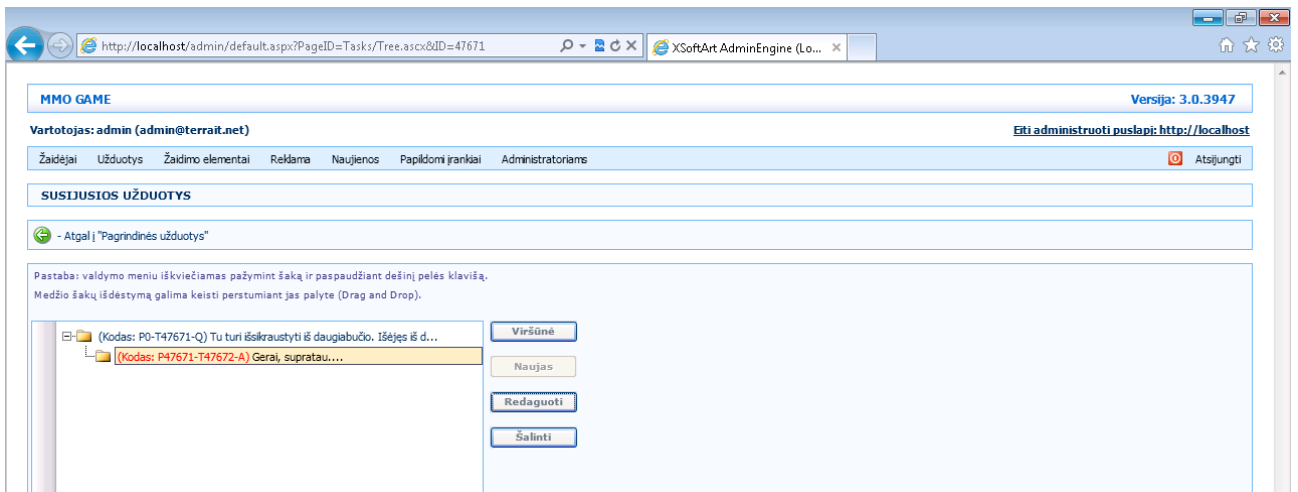 http://localhost/admin/default.aspx?PageID=Tasks/Tree.ascx&ID=47671
XSoftArt AdminEngine (Lo...
MMO GAME
Versija: 3.0.3947
Vartotojas: admin (admin@terrait.net)
Eiti administruoti puslapį: http://localhost
Žaidėjai Užduotys Žaidimo elementai Reklama Naujienos Papildomi įrankiai Administratoriams Atsijungti
SUSIJUSIOS UŽDUOTYS
- Atgal į "Pagrindinės užduotys"
Pastaba: valdymo meniu iškviečiamas pažymint šaką ir paspaudžiant dešinį pelės klavišą.
Medžio šakų išdėstymą galima keisti perstumiant jas palyte (Drag and Drop).
(Kodas: P0-T47671-Q) Tu turi išsikraustyti iš daugiabučio. Išėjęs iš d...
(Kodas: P47671-T47672-A) Gerai, supratau....
Viršūnė
Naujas
Redaguoti
Šalinti